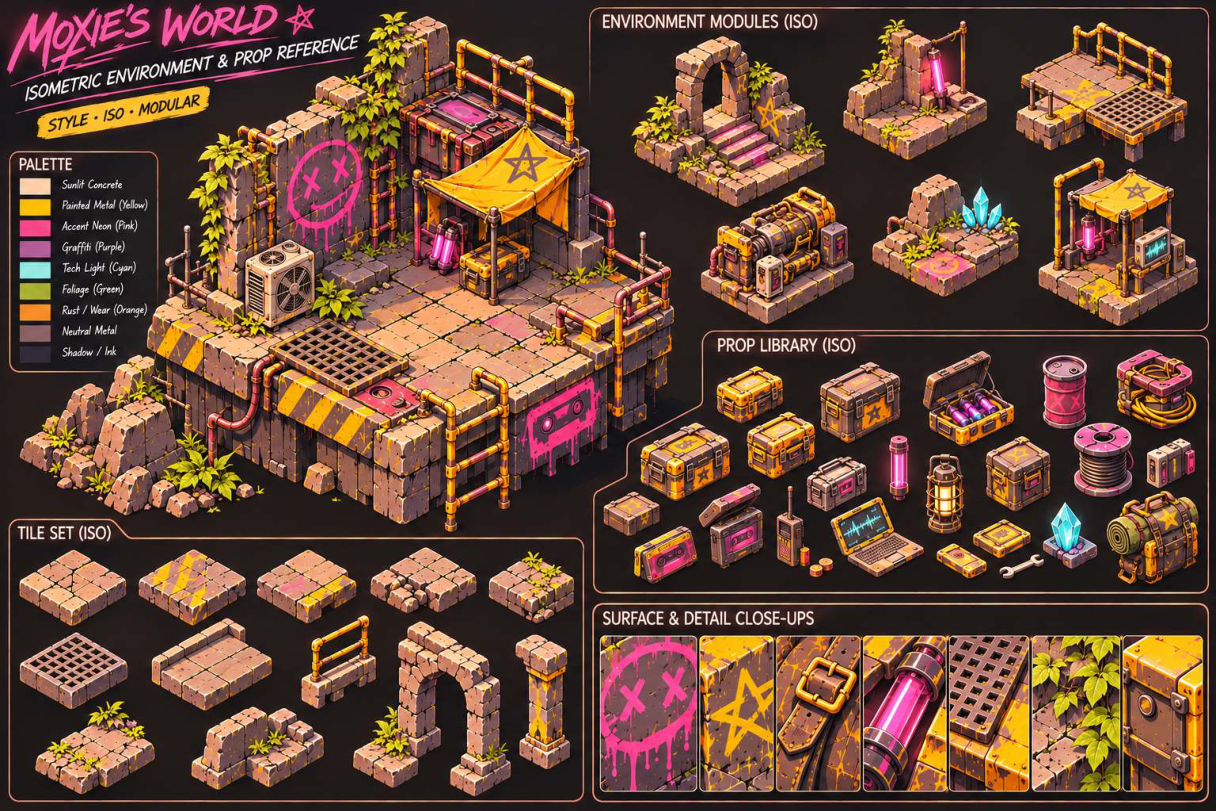 MOXIE'S WORLD
ISOMETRIC ENVIRONMENT & PROP REFERENCE
STYLE • ISO • MODULAR
PALETTE
Sunlit Concrete
Painted Metal (Yellow)
Accent Neon (Pink)
Graffiti (Purple)
Tech Light (Cyan)
Foliage (Green)
Rust / Wear (Orange)
Neutral Metal
Shadow / Ink
ENVIRONMENT MODULES (ISO)
PROP LIBRARY (ISO)
TILE SET (ISO)
SURFACE & DETAIL CLOSE-UPS